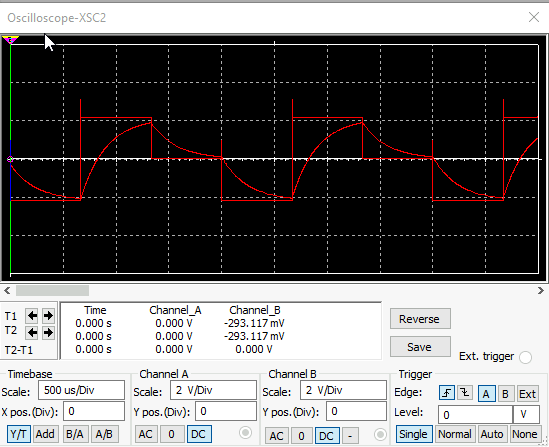 Oscilloscope-XSC2
T1
T2
T2-T1
Time Channel_A Channel_B
0.000 s 0.000 V -293.117 mV
0.000 s 0.000 V -293.117 mV
0.000 s 0.000 V 0.000 V
Reverse
Save
Ext. trigger
Timebase
Scale: 500 us/Div
X pos.(Div): 0
Y/T Add B/A A/B
Channel A
Scale: 2 V/Div
Y pos.(Div): 0
AC 0 DC
Channel B
Scale: 2 V/Div
Y pos.(Div): 0
AC 0 DC -
Trigger
Edge: A B Ext
Level: 0 V
Single Normal Auto None